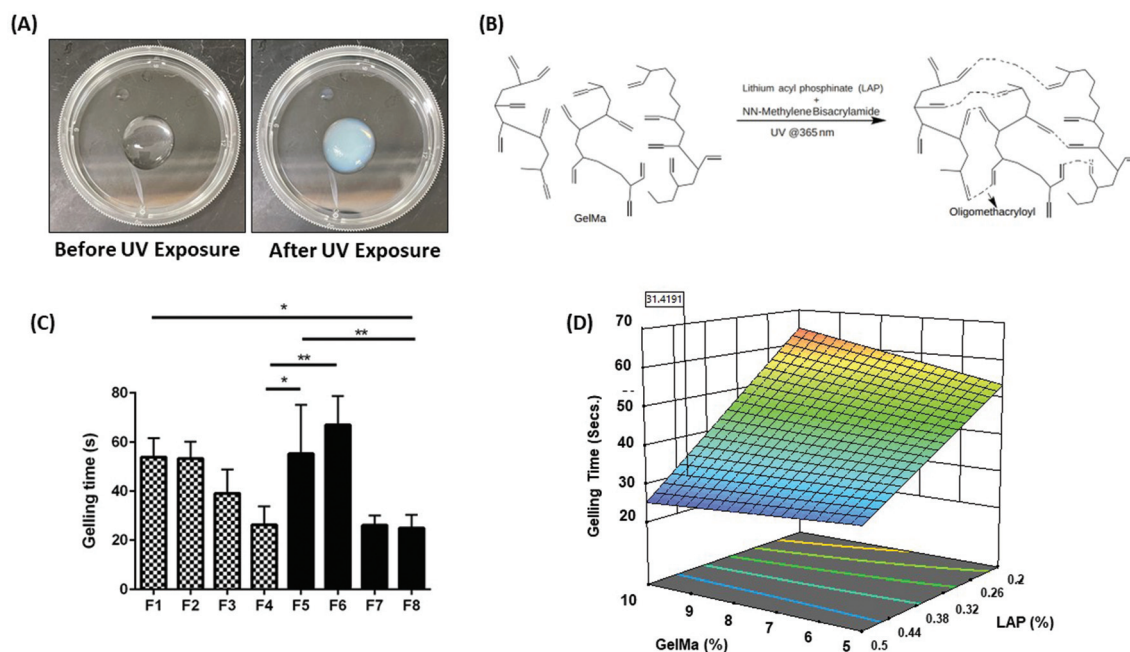 (A)
Before UV Exposure
After UV Exposure
(B)
GelMa
Lithium acyl phosphinate (LAP)
+
NN-Methylene Bisacrylamide
UV @365 nm
Oligomethacryloyl
(C)
*
**
**
*
Gelling time (s)
80
60
40
20
0
F1 F2 F3 F4 F5 F6 F7 F8
(D)
31.4191
Gelling Time (Secs.)
70
60
--
50
40
30
20
10 9 8 7 6 5
GelMa (%)
0.5 0.44 0.38 0.32 0.26 0.2
LAP (%)